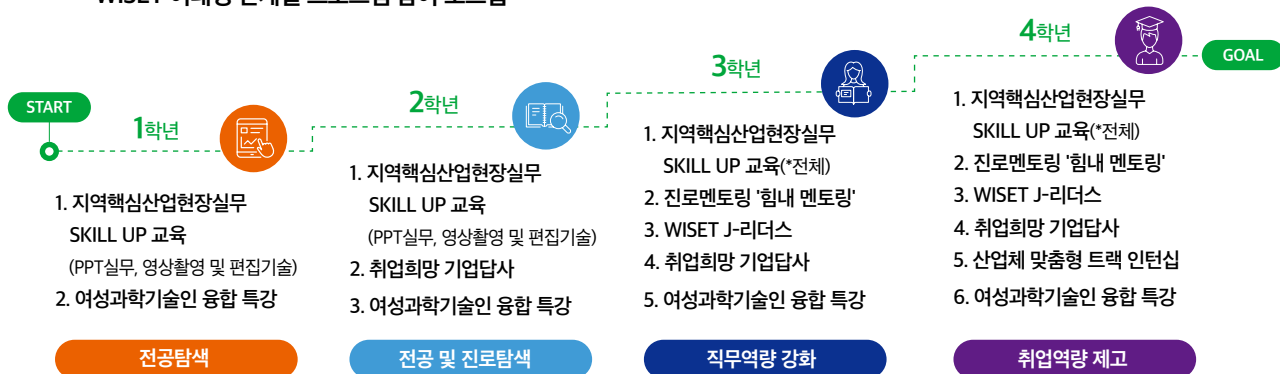 START
1학년
1. 지역핵심산업현장실무
SKILL UP 교육
(PPT실무, 영상촬영 및 편집기술)
2. 여성과학기술인 융합 특강
전공탐색
2학년
1. 지역핵심산업현장실무
SKILL UP 교육
(PPT실무, 영상촬영 및 편집기술)
2. 취업희망 기업답사
3. 여성과학기술인 융합 특강
전공 및 진로탐색
3학년
1. 지역핵심산업현장실무
SKILL UP 교육(*전체)
2. 진로멘토링 '힘내 멘토링'
3. WISET J-리더스
4. 취업희망 기업답사
5. 여성과학기술인 융합 특강
직무역량 강화
4학년
GOAL
1. 지역핵심산업현장실무
SKILL UP 교육(*전체)
2. 진로멘토링 '힘내 멘토링'
3. WISET J-리더스
4. 취업희망 기업답사
5. 산업체 맞춤형 트랙 인턴십
6. 여성과학기술인 융합 특강
취업역량 제고